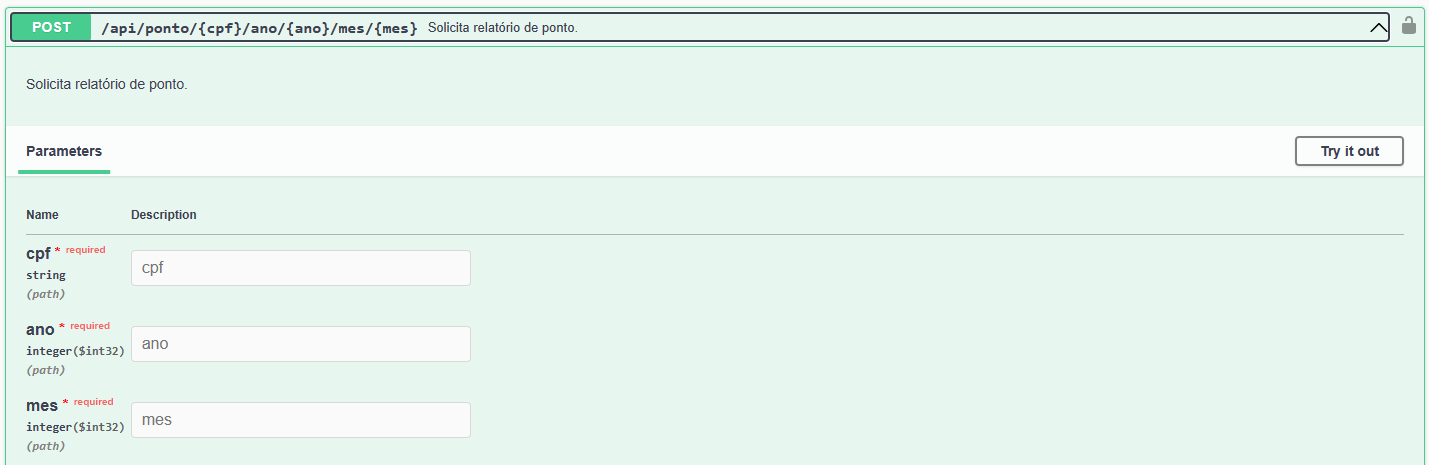 POST /api/ponto/{cpf}/ano/{ano}/mes/{mes} Solicita relatório de ponto.
Solicita relatório de ponto.
Parameters
Try it out
Name Description
cpf * required
string
(path)
cpf
ano * required
integer($int32)
(path)
ano
mes * required
integer($int32)
(path)
mes